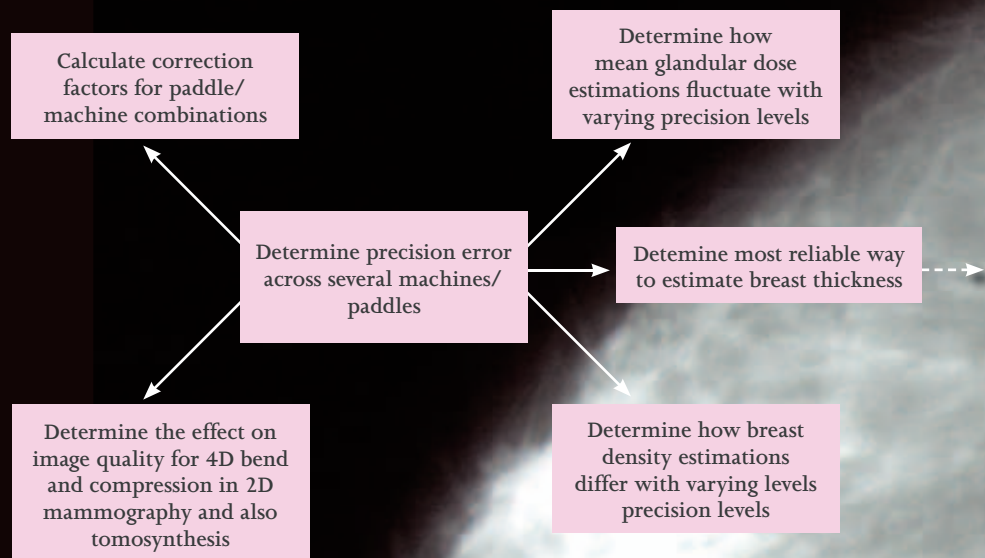 Calculate correction
factors for paddle/
machine combinations
Determine how
mean glandular dose
estimations fluctuate with
varying precision levels
Determine precision error
across several machines/
paddles
Detemine most reliable way
to estimate breast thickness
Determine the effect on
image quality for 4D bend
and compression in 2D
mammography and also
tomosynthesis
Determine how breast
density estimations
differ with varying levels
precision levels